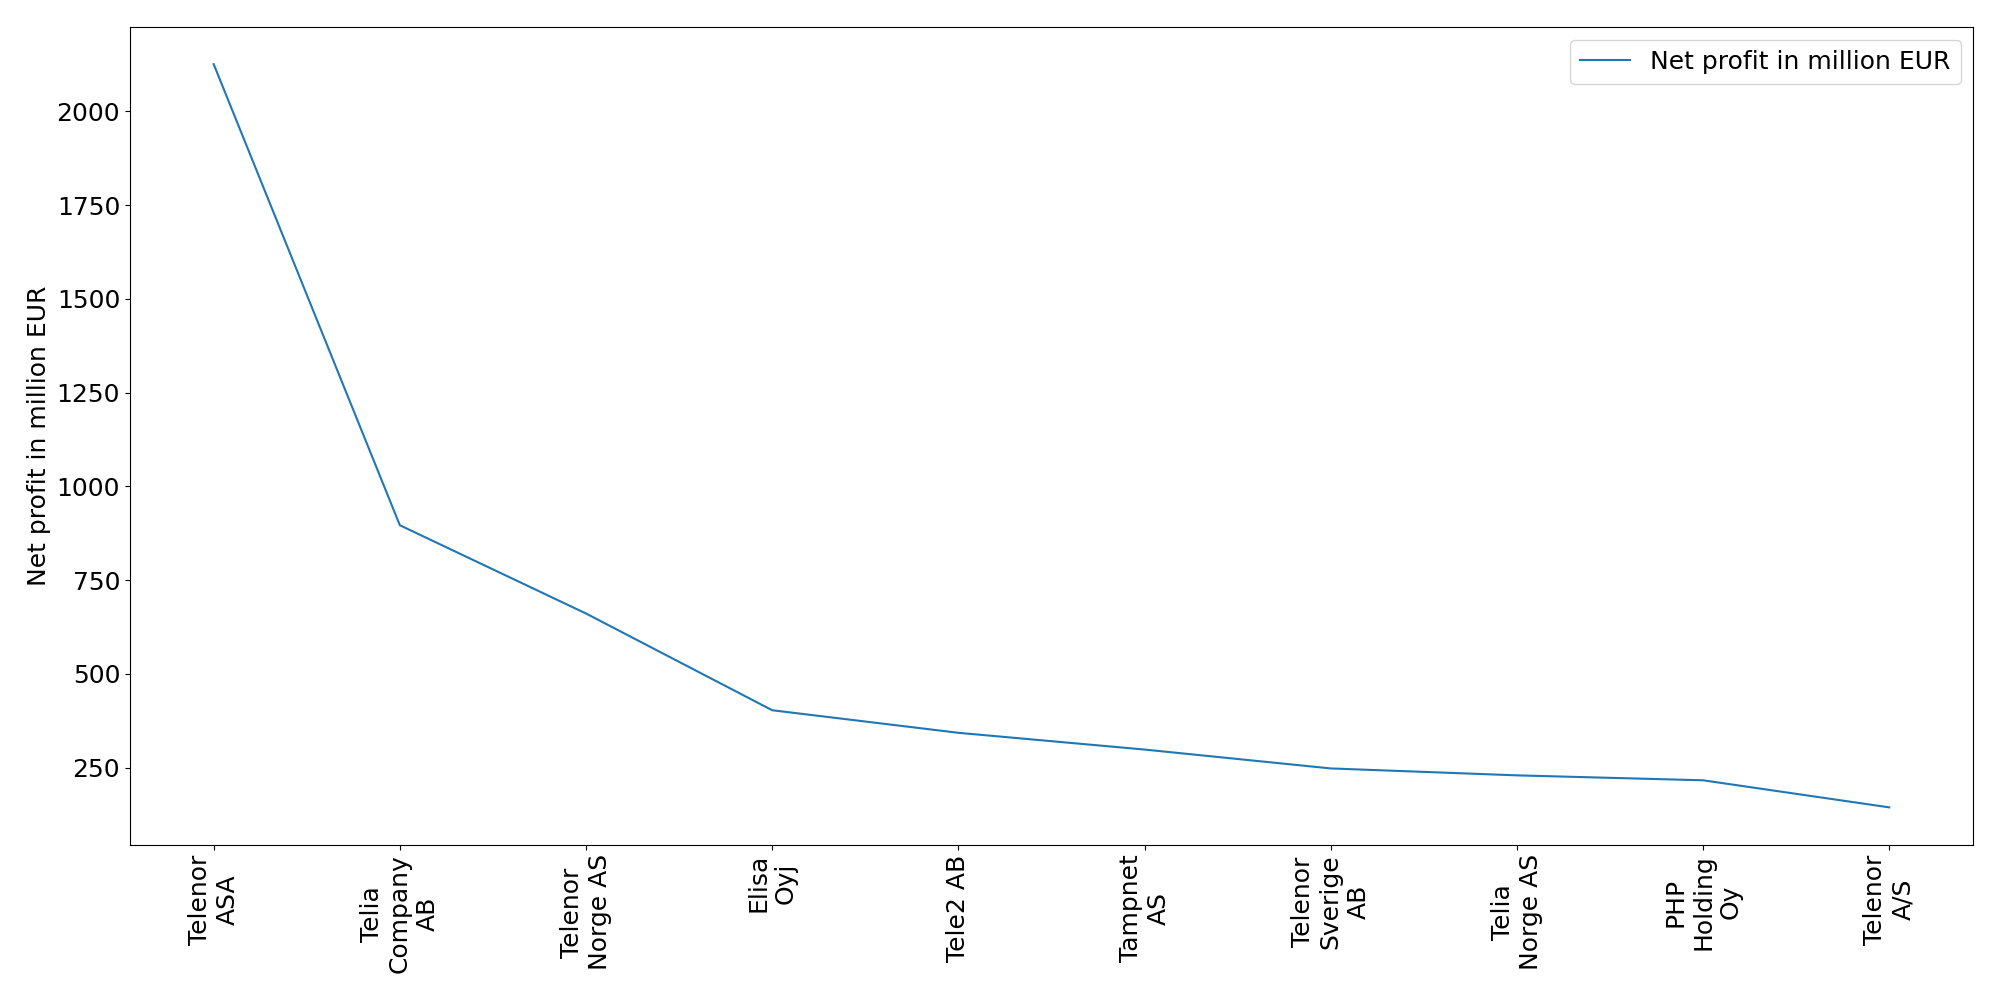 Net profit in million EUR
Net profit in million EUR
2000
1750
1500
1250
1000
750
500
250
Telenor
ASA
Telia
Company
AB
Telenor
Norge AS
Elisa
Oyj
Tele2 AB
Tampnet
AS
Telenor
Sverige
AB
Telia
Norge AS
PHP
Holding
Oy
Telenor
A/S